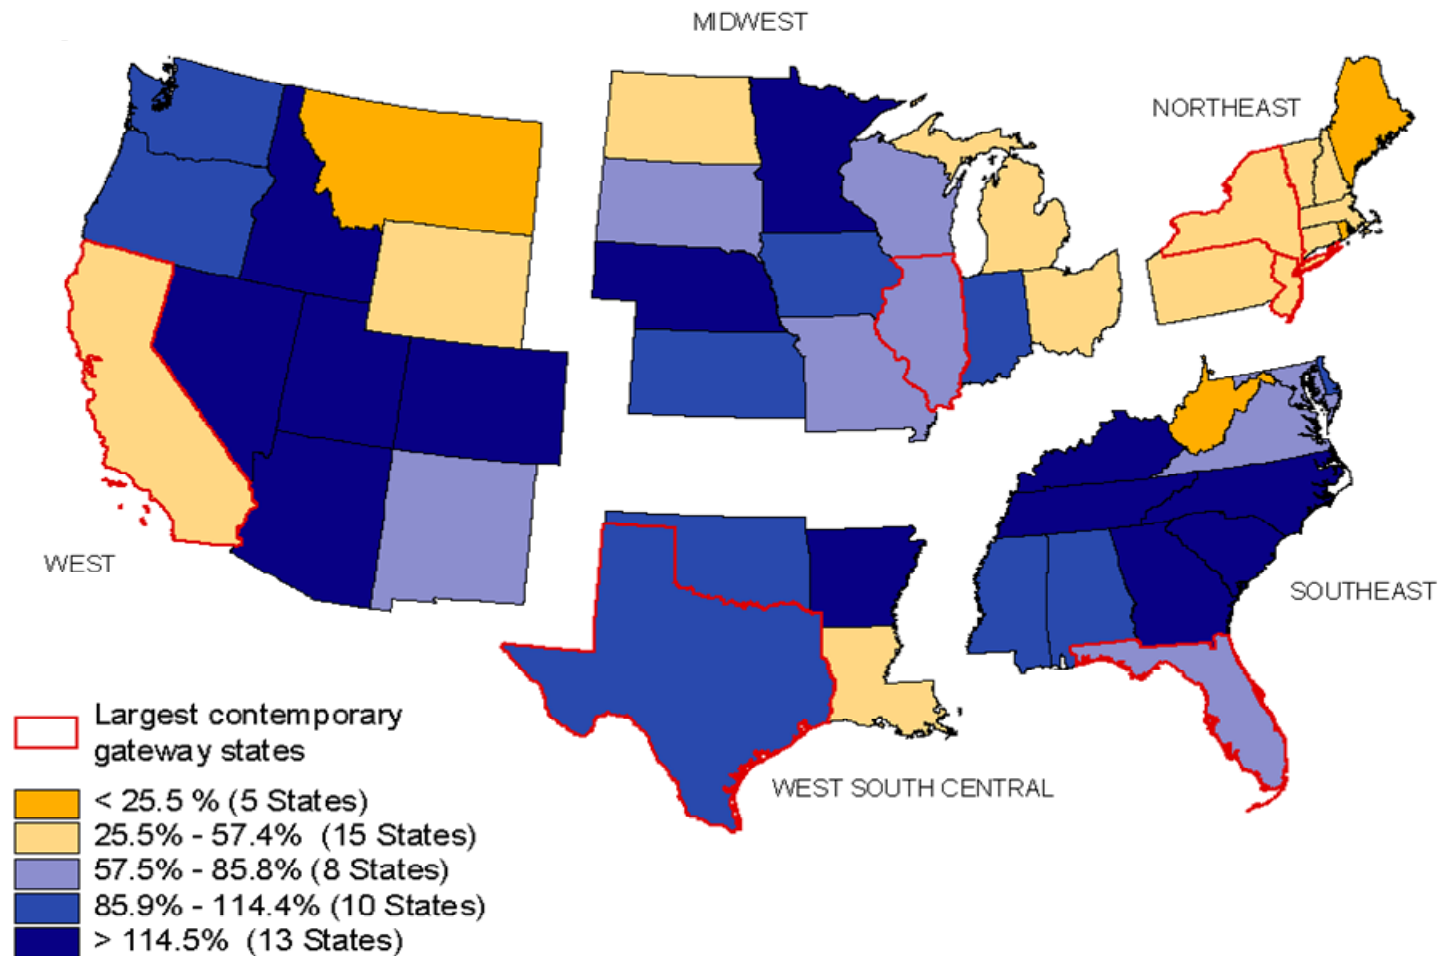 MIDWEST
NORTHEAST
WEST
SOUTHEAST
WEST SOUTH CENTRAL
Largest contemporary
gateway states
< 25.5 % (5 States)
25.5% - 57.4% (15 States)
57.5% - 85.8% (8 States)
85.9% - 114.4% (10 States)
> 114.5% (13 States)